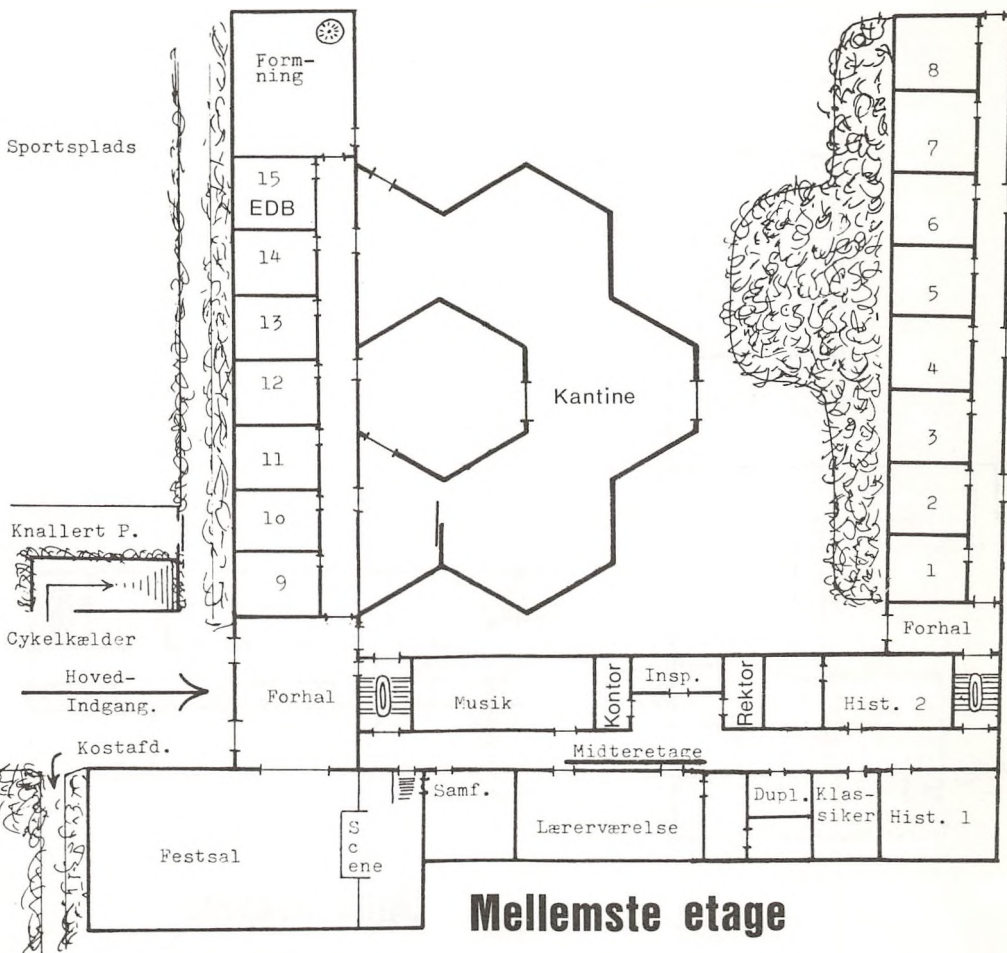 Form-
ning
Sportsplads
15
EDB
14
13
12
11
1o
9
Kantine
8
7
6
5
4
3
2
1
Knallert P.
Cykelkælder
Hoved-
Indgang.
Kostafd.
Forhal
Forhal
Musik
Kontor
Insp.
Rektor
Hist. 2
Midteretage
Samf.
Lærerværelse
Dupl.
Klas-
siker
Hist. 1
Festsal
S
c
ene
Mellemste etage